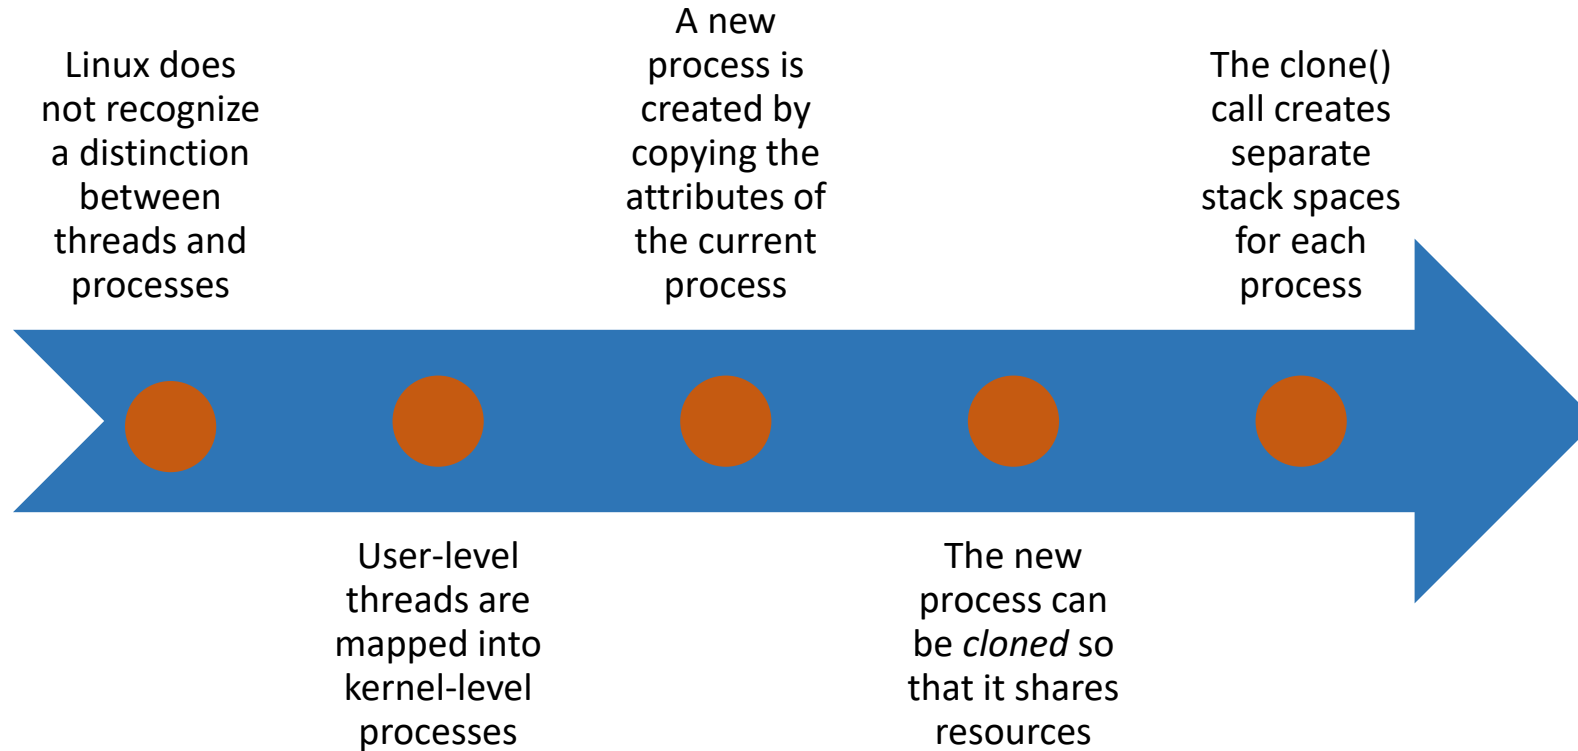 Linux does
not recognize
a distinction
between
threads and
processes
User-level
threads are
mapped into
kernel-level
processes
A new
process is
created by
copying the
attributes of
the current
process
The new
process can
be cloned so
that it shares
resources
The clone()
call creates
separate
stack spaces
for each
process